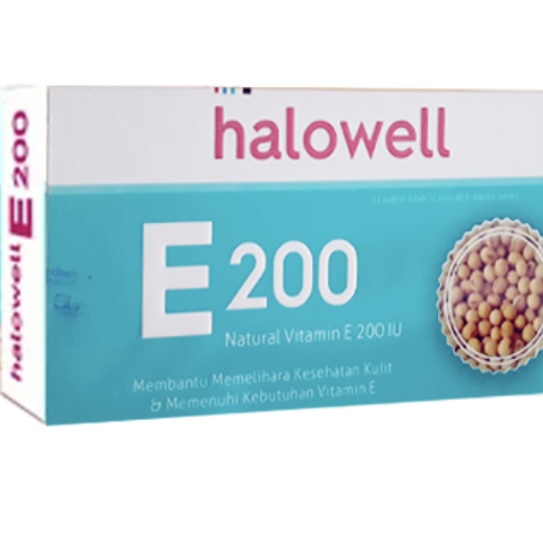 halowell
E 200
Natural Vitamin E 200 IU
Membantu Memelihara Kesehatan Kulit
& Memenuhi Kebutuhan Vitamin E
halowell E 200